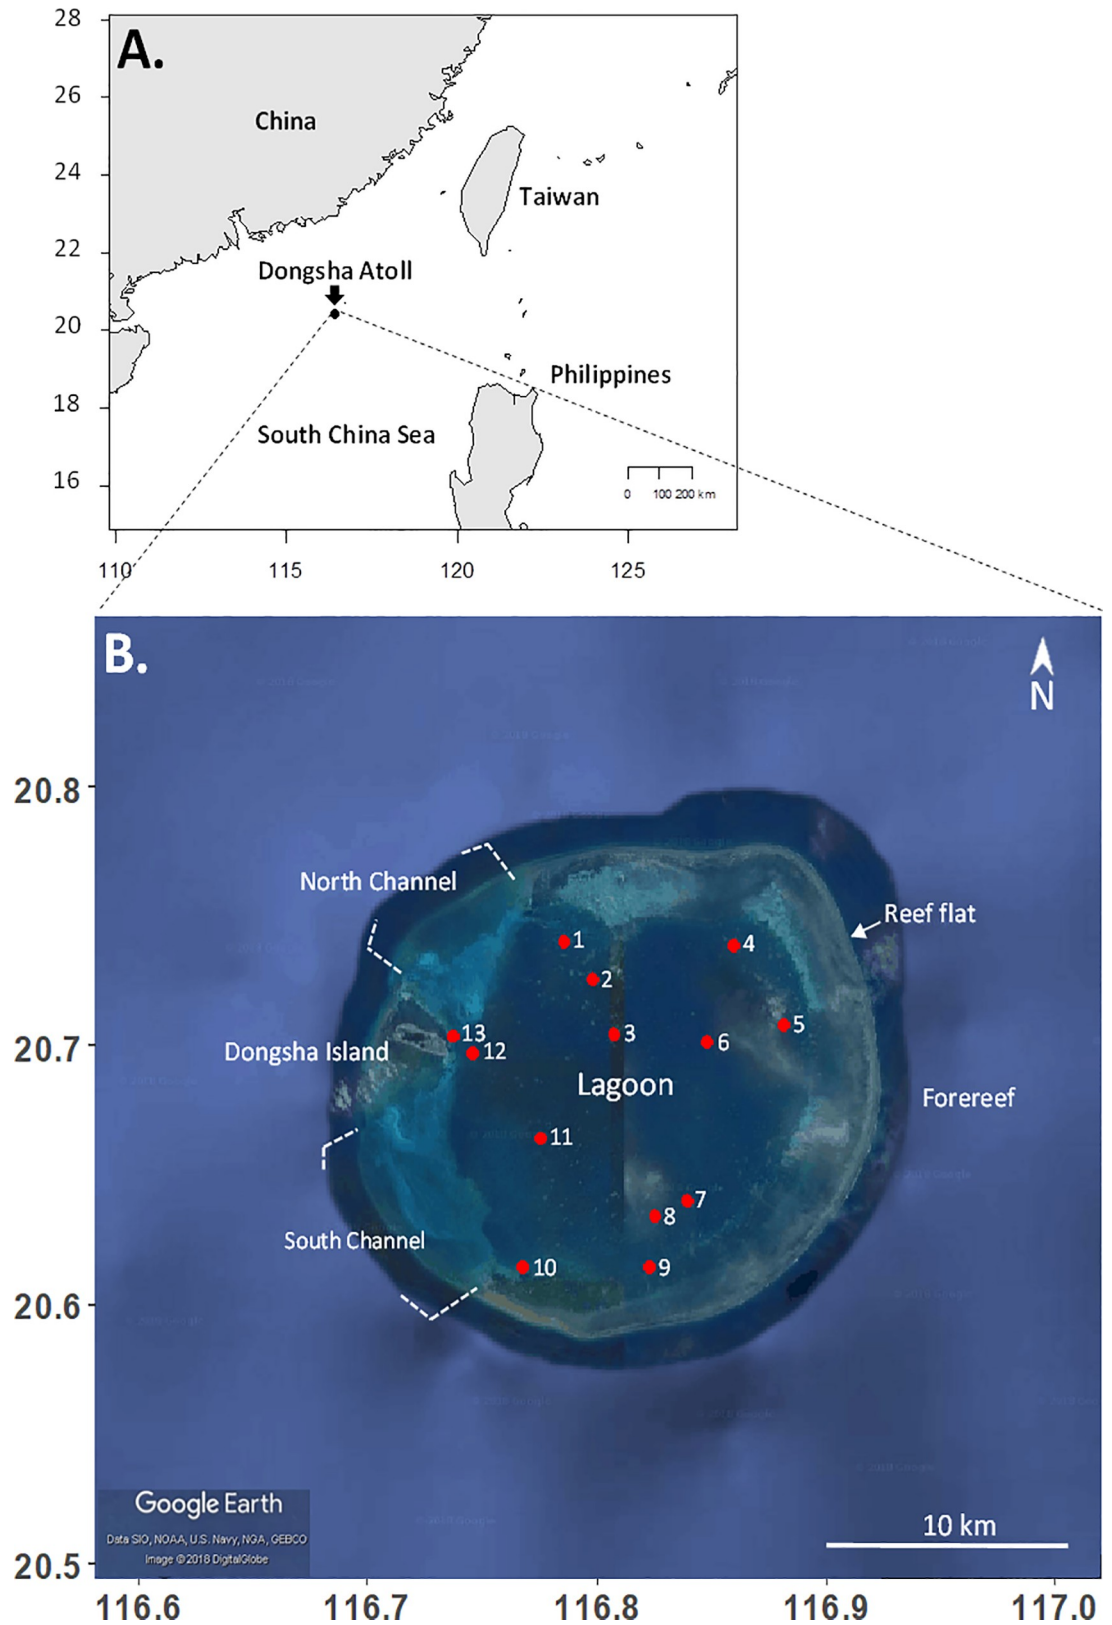 28
A.
26
China
24
Taiwan
22
Dongsha Atoll
20
Philippines
18
South China Sea
16
0 100 200 km
110 115 120 125
B.
N
20.8
North Channel
Reef flat
1
4
2
5
13
3
6
20.7
Dongsha Island
12
Lagoon
Forereef
11
7
8
South Channel
10
9
20.6
Google Earth
Data SIO, NOAA, U.S. Navy, NGA, GEBCO
Image © 2018 DigitalGlobe
10 km
20.5
116.6 116.7 116.8 116.9 117.0